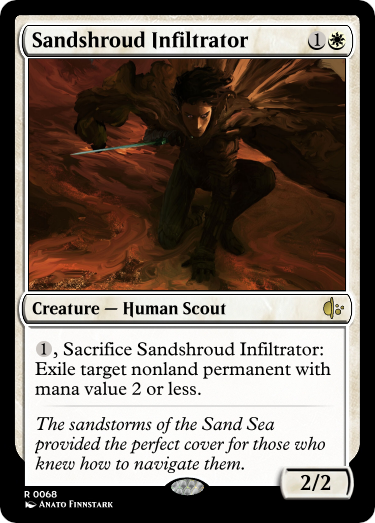 Sandshroud Infiltrator 1
Creature — Human Scout
1, Sacrifice Sandshroud Infiltrator:
Exile target nonland permanent with
mana value 2 or less.
The sandstorms of the Sand Sea
provided the perfect cover for those who
knew how to navigate them.
2/2
R 0068
Anato Finnstark